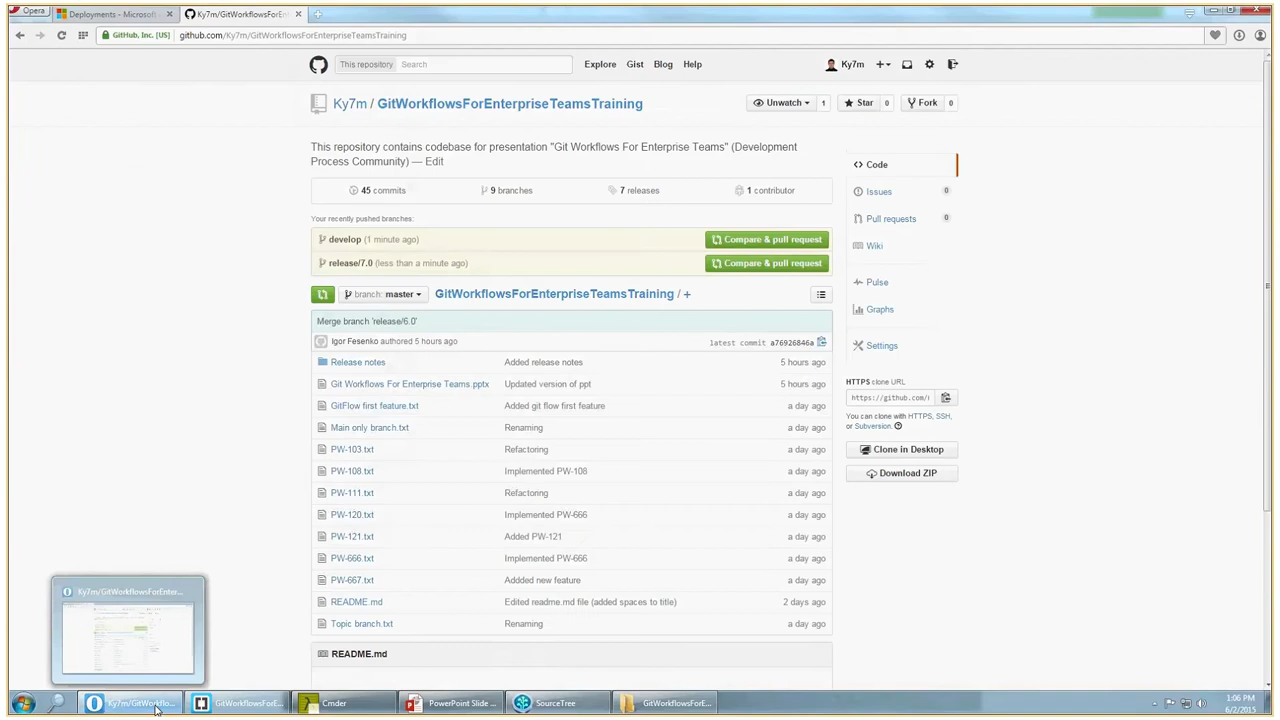 Opera
Deployments - Microsoft
Ky7m/GitWorkflowsForEnt
GitHub, Inc. [US]
github.com/Ky7m/GitWorkflowsForEnterpriseTeamsTraining
This repository
Search
Explore
Gist
Blog
Help
Ky7m
Ky7m / GitWorkflowsForEnterpriseTeamsTraining
Unwatch 1
Star 0
Fork 0
This repository contains codebase for presentation "Git Workflows For Enterprise Teams" (Development
Process Community) — Edit
45 commits
9 branches
7 releases
1 contributor
Your recently pushed branches:
develop (1 minute ago)
Compare & pull request
release/7.0 (less than a minute ago)
Compare & pull request
branch: master
GitWorkflowsForEnterpriseTeamsTraining / +
Merge branch 'release/6.0'
Igor Fesenko authored 5 hours ago
latest commit a76926846a
Release notes Added release notes 5 hours ago
Git Workflows For Enterprise Teams.pptx Updated version of ppt 5 hours ago
GitFlow first feature.txt Added git flow first feature a day ago
Main only branch.txt Renaming a day ago
PW-103.txt Refactoring a day ago
PW-108.txt Implemented PW-108 a day ago
PW-111.txt Refactoring a day ago
PW-120.txt Implemented PW-666 a day ago
PW-121.txt Added PW-121 a day ago
PW-666.txt Implemented PW-666 a day ago
PW-667.txt Addded new feature a day ago
README.md Edited readme.md file (added spaces to title) 2 days ago
Topic branch.txt Renaming a day ago
README.md
Code
Issues 0
Pull requests 0
Wiki
Pulse
Graphs
Settings
HTTPS clone URL
https://github.com/
You can clone with HTTPS, SSH,
or Subversion.
Clone in Desktop
Download ZIP
Ky7m/GitWorkflowsForEnter...
Ky7m/GitWorkflo...
GitWorkflowsForE...
Cmder
PowerPoint Slide ...
SourceTree
GitWorkflowsForE...
1:06 PM
6/2/2015